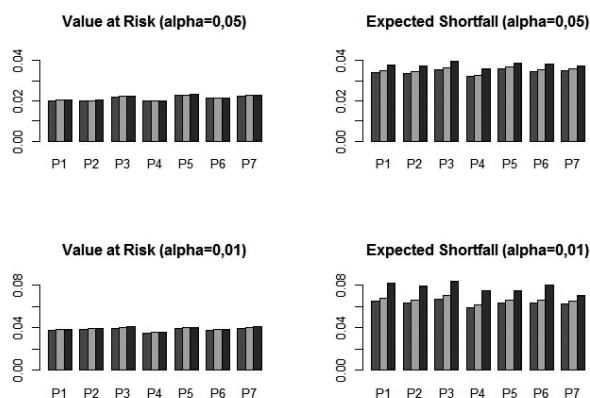 Value at Risk (alpha=0,05)
0.04
0.02
0.00
P1 P2 P3 P4 P5 P6 P7
Expected Shortfall (alpha=0,05)
0.04
0.02
0.00
P1 P2 P3 P4 P5 P6 P7
Value at Risk (alpha=0,01)
0.08
0.04
0.00
P1 P2 P3 P4 P5 P6 P7
Expected Shortfall (alpha=0,01)
0.08
0.04
0.00
P1 P2 P3 P4 P5 P6 P7